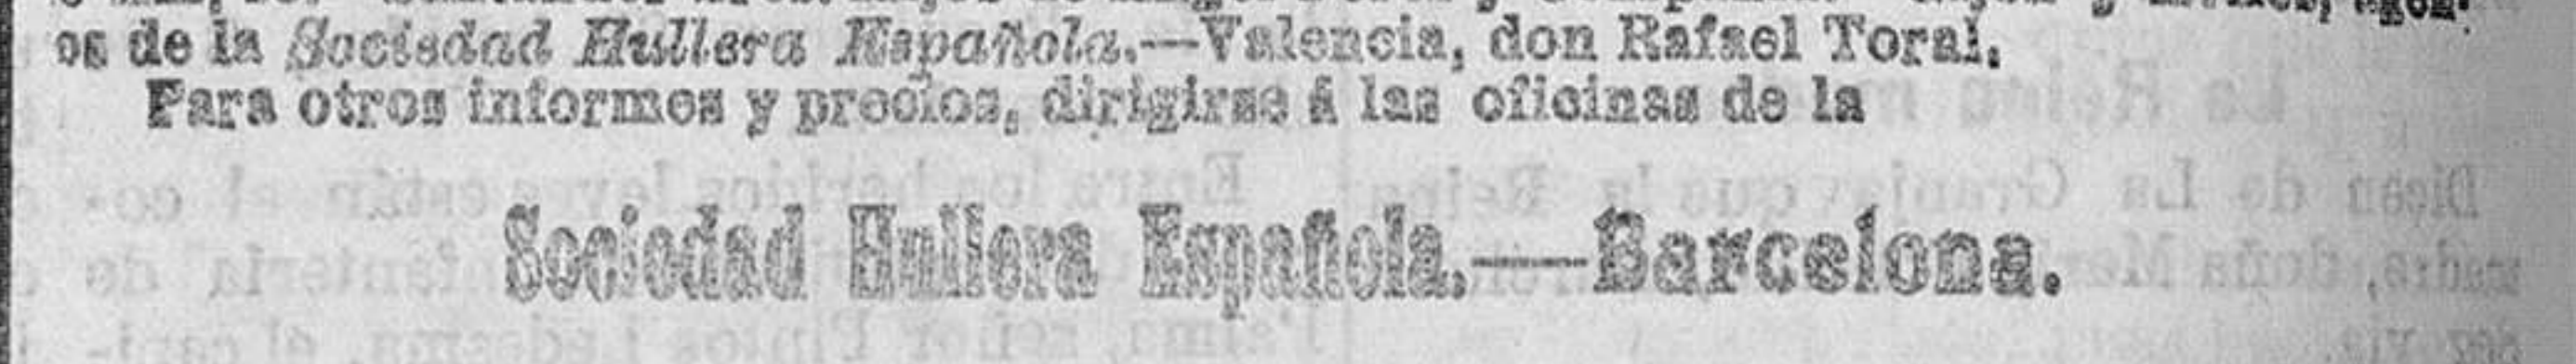 os de la Sociedad Hullera Española.—Valencia, don Rafael Toral.
Para otros informes y precios, dirigirse á las oficinas de la
Sociedad Hullera Española.—Barcelona.